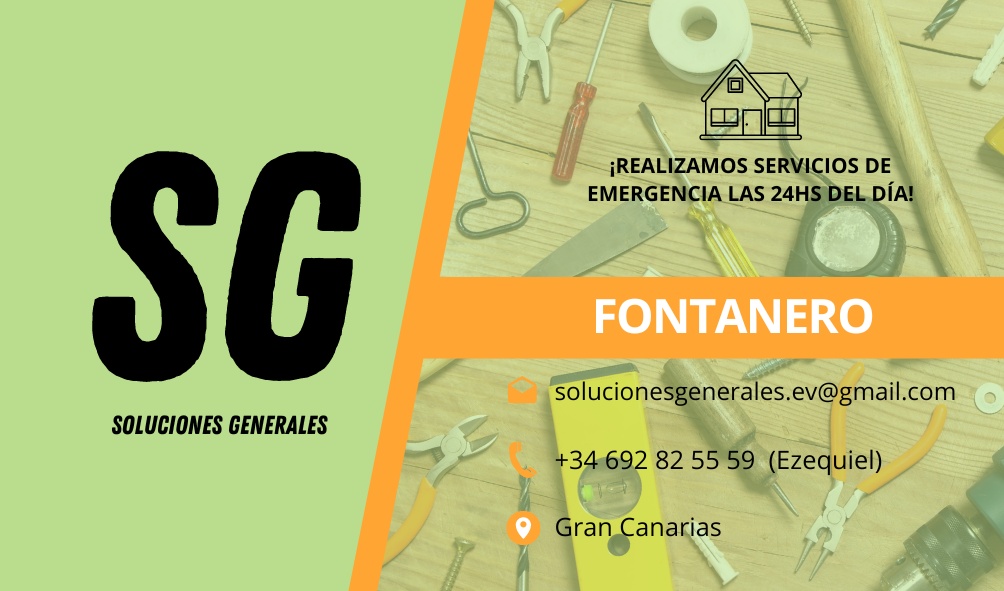 SG
SOLUCIONES GENERALES
¡REALIZAMOS SERVICIOS DE
EMERGENCIA LAS 24HS DEL DÍA!
FONTANERO
solucionesgenerales.ev@gmail.com
+34 692 82 55 59 (Ezequiel)
Gran Canarias